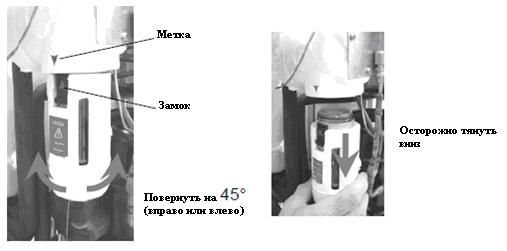 Метка
Замок
Повернуть на 45°
(вправо или влево)
Осторожно тянуть
вниз